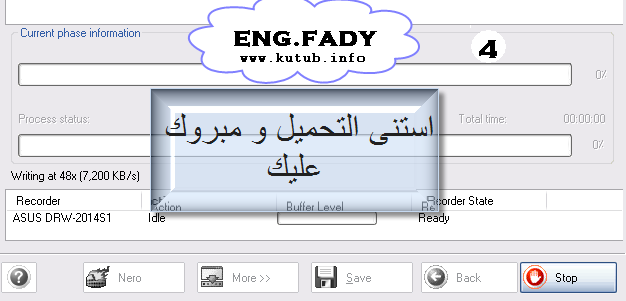 Current phase information
ENG.FADY
www.kutub.info
4
0%
Process status:
Total time:
00:00:00
0%
استنى التحميل و مبروك
عليك
Writing at 48x (7,200 KB/s)
Recorder
Action
Buffer Level
Recorder State
ASUS DRW-2014S1
Idle
Ready
Nero
More >>
Save
Back
Stop